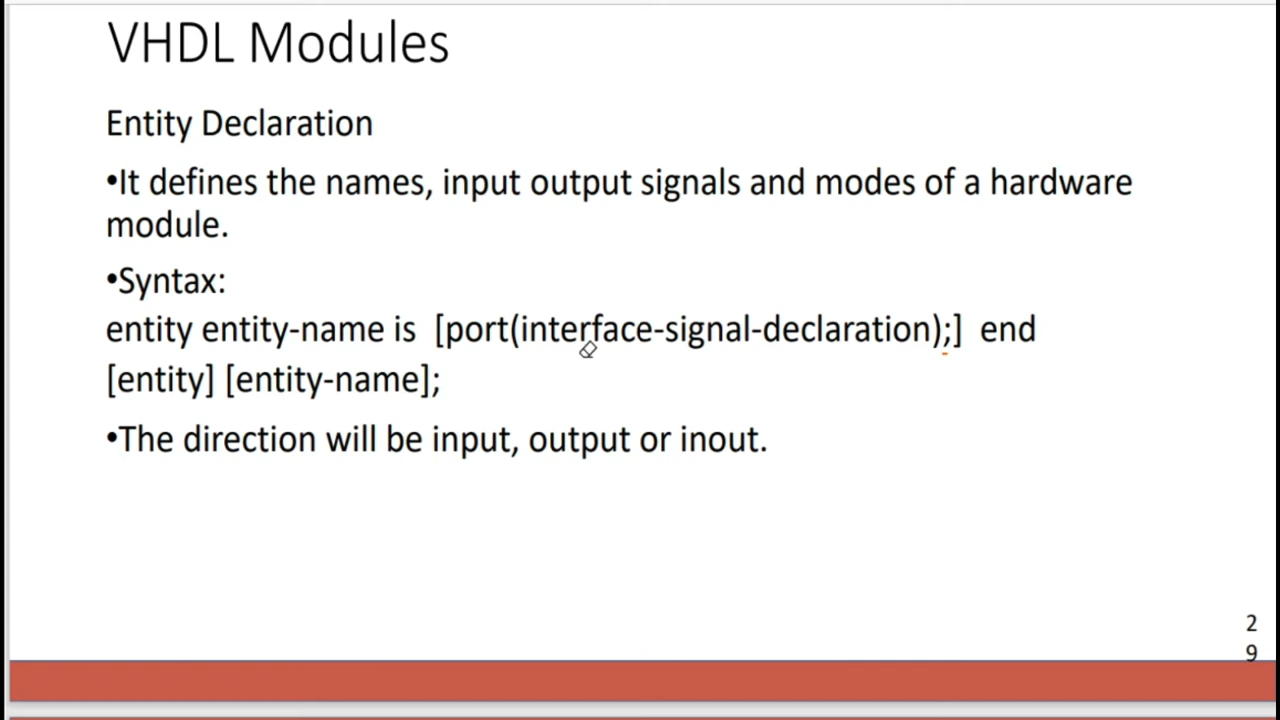 VHDL Modules
Entity Declaration
•It defines the names, input output signals and modes of a hardware
module.
•Syntax:
entity entity-name is [port(interface-signal-declaration);] end
[entity] [entity-name];
•The direction will be input, output or inout.
2
9